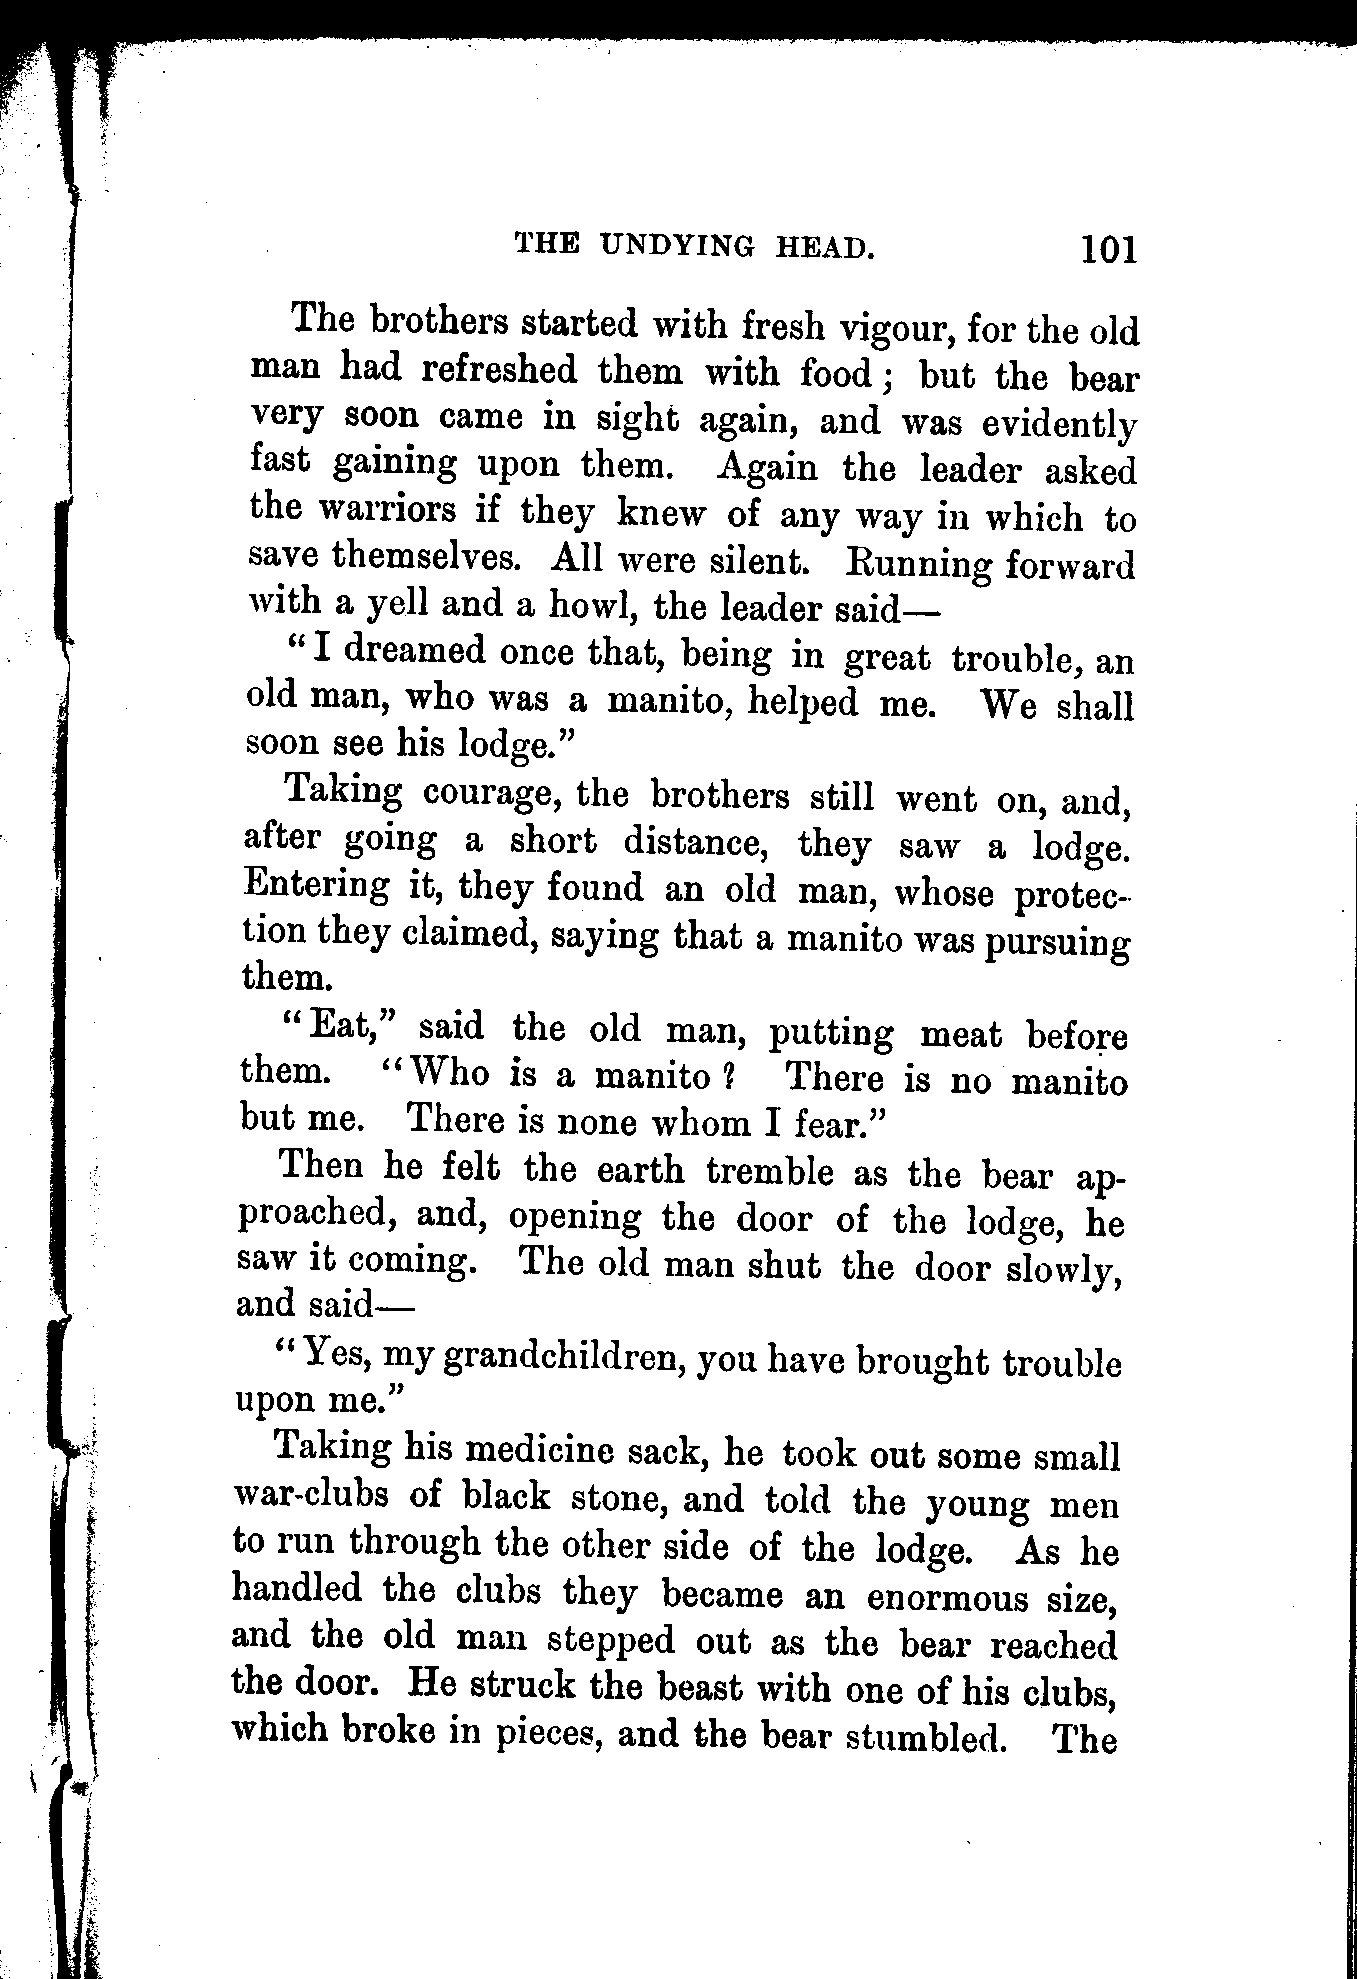 THE UNDYING HEAD. 101
The brothers started with fresh vigour, for the old
man had refreshed them with food; but the bear
very soon came in sight again, and was evidently
fast gaining upon them. Again the leader asked
the warriors if they knew of any way in which to
save themselves. All were silent. Running forward
with a yell and a howl, the leader said—
"I dreamed once that, being in great trouble, an
old man, who was a manito, helped me. We shall
soon see his lodge."
Taking courage, the brothers still went on, and,
after going a short distance, they saw a lodge.
Entering it, they found an old man, whose protec-
tion they claimed, saying that a manito was pursuing
them.
"Eat," said the old man, putting meat before
them. "Who is a manito? There is no manito
but me. There is none whom I fear."
Then he felt the earth tremble as the bear ap-
proached, and, opening the door of the lodge, he
saw it coming. The old man shut the door slowly,
and said—
"Yes, my grandchildren, you have brought trouble
upon me."
Taking his medicine sack, he took out some small
war-clubs of black stone, and told the young men
to run through the other side of the lodge. As he
handled the clubs they became an enormous size,
and the old man stepped out as the bear reached
the door. He struck the beast with one of his clubs,
which broke in pieces, and the bear stumbled. The